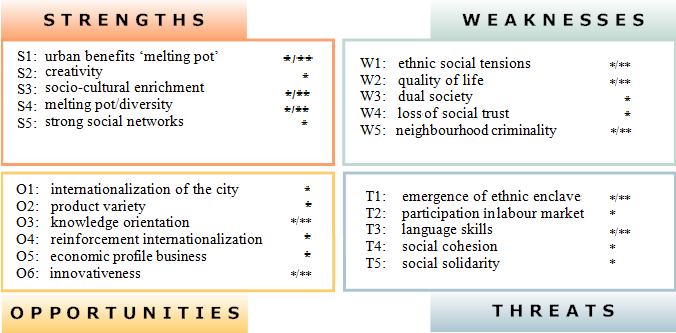 STRENGTHS
S1: urban benefits ‘melting pot’ */**
S2: creativity *
S3: socio-cultural enrichment */**
S4: melting pot/diversity */**
S5: strong social networks *
WEAKNESSES
W1: ethnic social tensions */**
W2: quality of life */**
W3: dual society *
W4: loss of social trust *
W5: neighbourhood criminality */**
O1: internationalization of the city *
O2: product variety *
O3: knowledge orientation */**
O4: reinforcement internationalization *
O5: economic profile business *
O6: innovativeness */**
OPPORTUNITIES
T1: emergence of ethnic enclave */**
T2: participation in labour market *
T3: language skills */**
T4: social cohesion *
T5: social solidarity *
THREATS